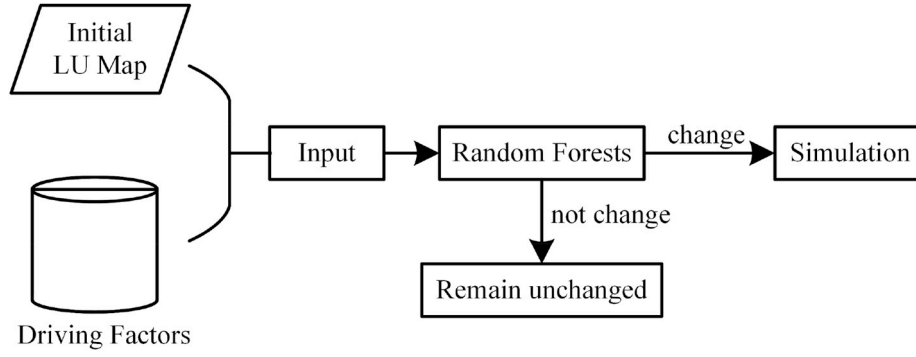 Initial
LU Map
Input
Random Forests
change
Simulation
not change
Remain unchanged
Driving Factors